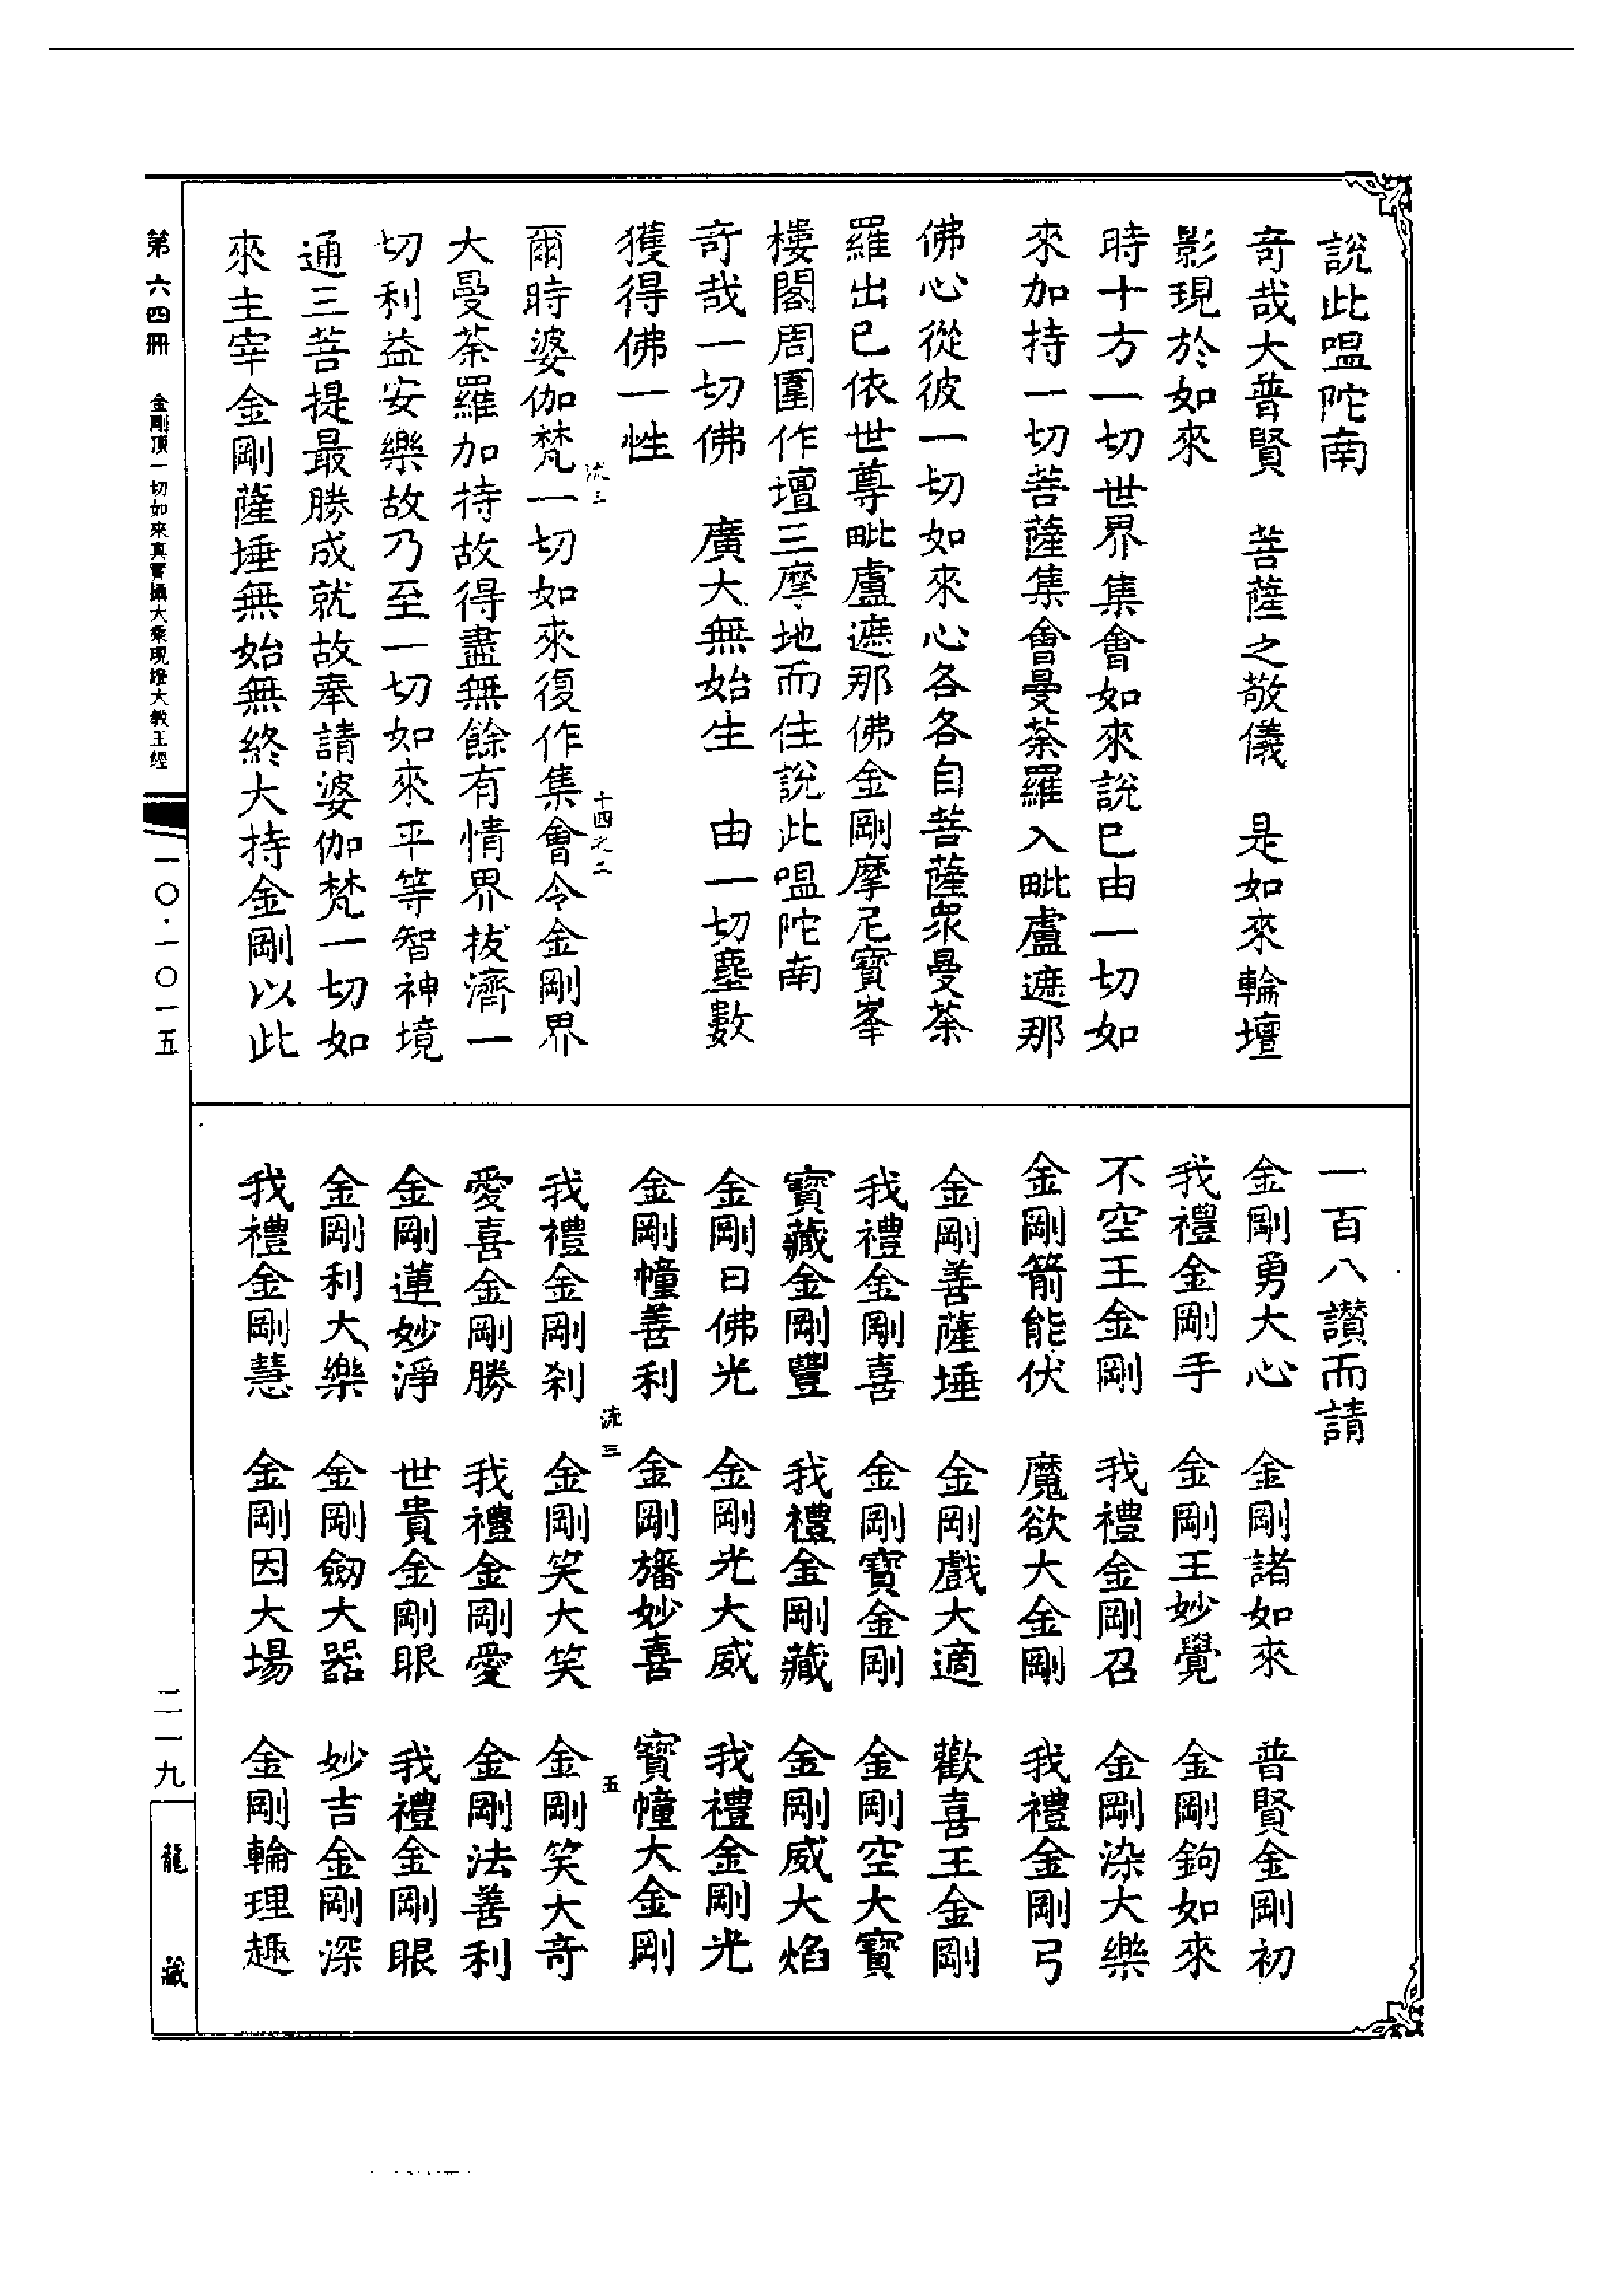 說此嗢陀南
奇哉大普賢　菩薩之敬儀　是如來輪壇
影現於如來
時十方一切世界集會如來說已由一切如
來加持一切菩薩集會曼荼羅入毗盧遮那
佛心從彼一切如來心各各自菩薩眾曼荼
羅出已依世尊毗盧遮那佛金剛摩尼寶峯
樓閣周圍作壇三摩地而住說此嗢陀南
奇哉一切佛　廣大無始生　由一切塵數
獲得佛一性
流三　十四之二
爾時婆伽梵一切如來復作集會令金剛界
大曼荼羅加持故得盡無餘有情界拔濟一
切利益安樂故乃至一切如來平等智神境
通三菩提最勝成就故奉請婆伽梵一切如
來主宰金剛薩埵無始無終大持金剛以此
一百八讚而請
金剛勇大心　金剛諸如來　普賢金剛初
我禮金剛手　金剛王妙覺　金剛鉤如來
不空王金剛　我禮金剛召　金剛染大樂
金剛箭能伏　魔欲大金剛　我禮金剛弓
金剛善薩埵　金剛戲大適　歡喜王金剛
我禮金剛喜　金剛寶金剛　金剛空大寶
寶藏金剛豐　我禮金剛藏　金剛威大焰
金剛日佛光　金剛光大威　我禮金剛光
金剛幢善利　金剛旛妙喜　寶幢大金剛
流三　五
我禮金剛剎　金剛笑大笑　金剛笑大奇
愛喜金剛勝　我禮金剛愛　金剛法善利
金剛蓮妙淨　世貴金剛眼　我禮金剛眼
金剛利大樂　金剛劒大器　妙吉金剛深
我禮金剛慧　金剛因大場　金剛輪理趣
第六四冊　金剛頂一切如來真實攝大乘現證大教王經　一〇・一〇一五　二一九　龍藏